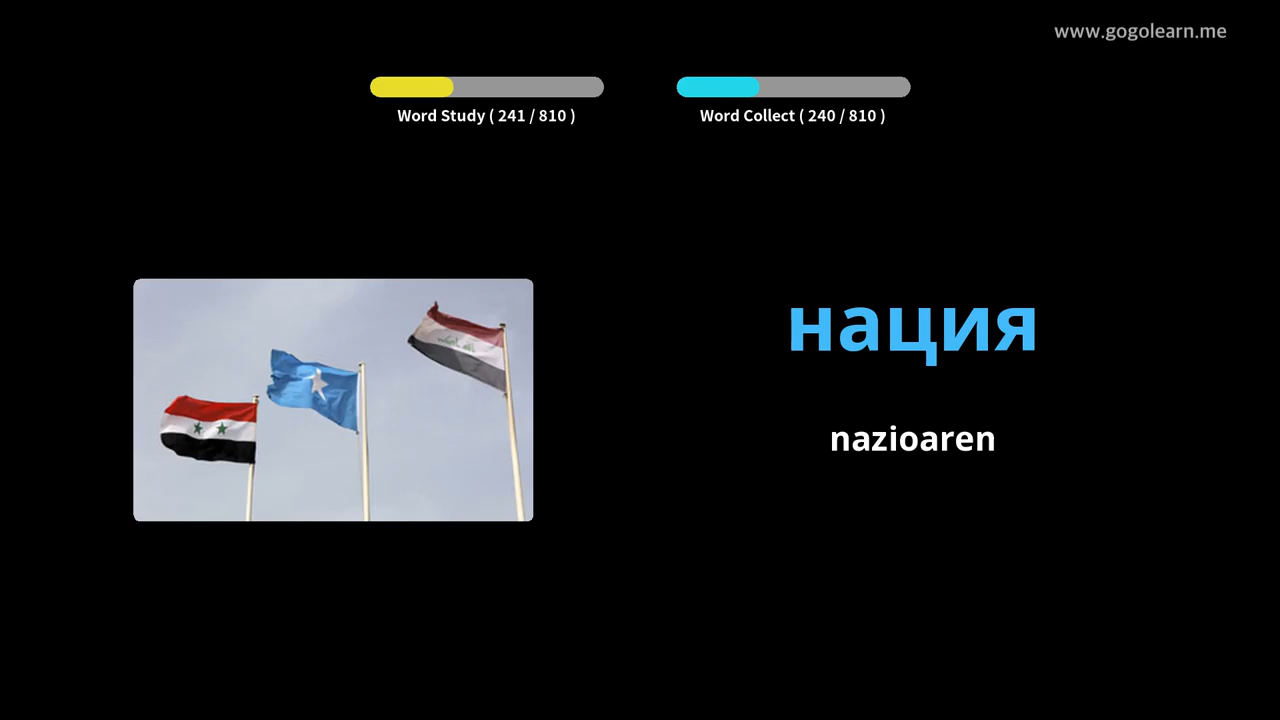 www.gogolearn.me
Word Study ( 241 / 810 )
Word Collect ( 240 / 810 )
нация
nazioaren